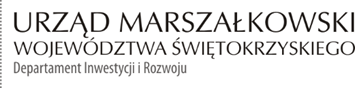 URZĄD MARSZAŁKOWSKI
WOJEWÓDZTWA ŚWIĘTOKRZYSKIEGO
Departament Inwestycji i Rozwoju